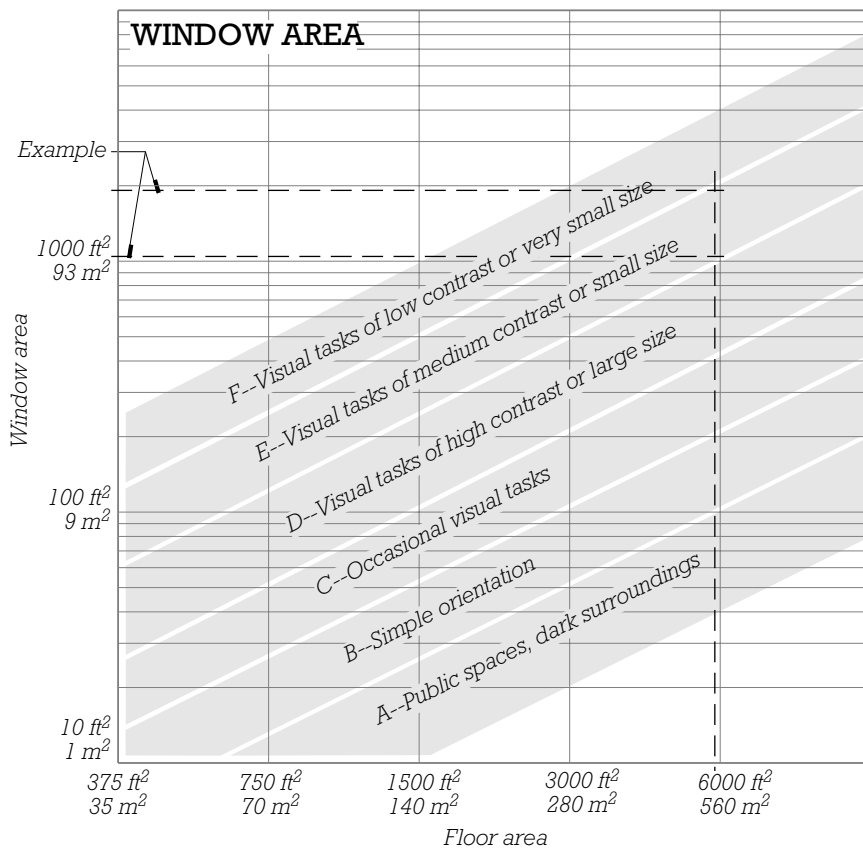 WINDOW AREA
Example
1000 ft²
93 m²
Window area
100 ft²
9 m²
10 ft²
1 m²
F--Visual tasks of low contrast or very small size
E--Visual tasks of medium contrast or small size
D--Visual tasks of high contrast or large size
C--Occasional visual tasks
B--Simple orientation
A--Public spaces, dark surroundings
375 ft² 750 ft² 1500 ft² 3000 ft² 6000 ft²
35 m² 70 m² 140 m² 280 m² 560 m²
Floor area